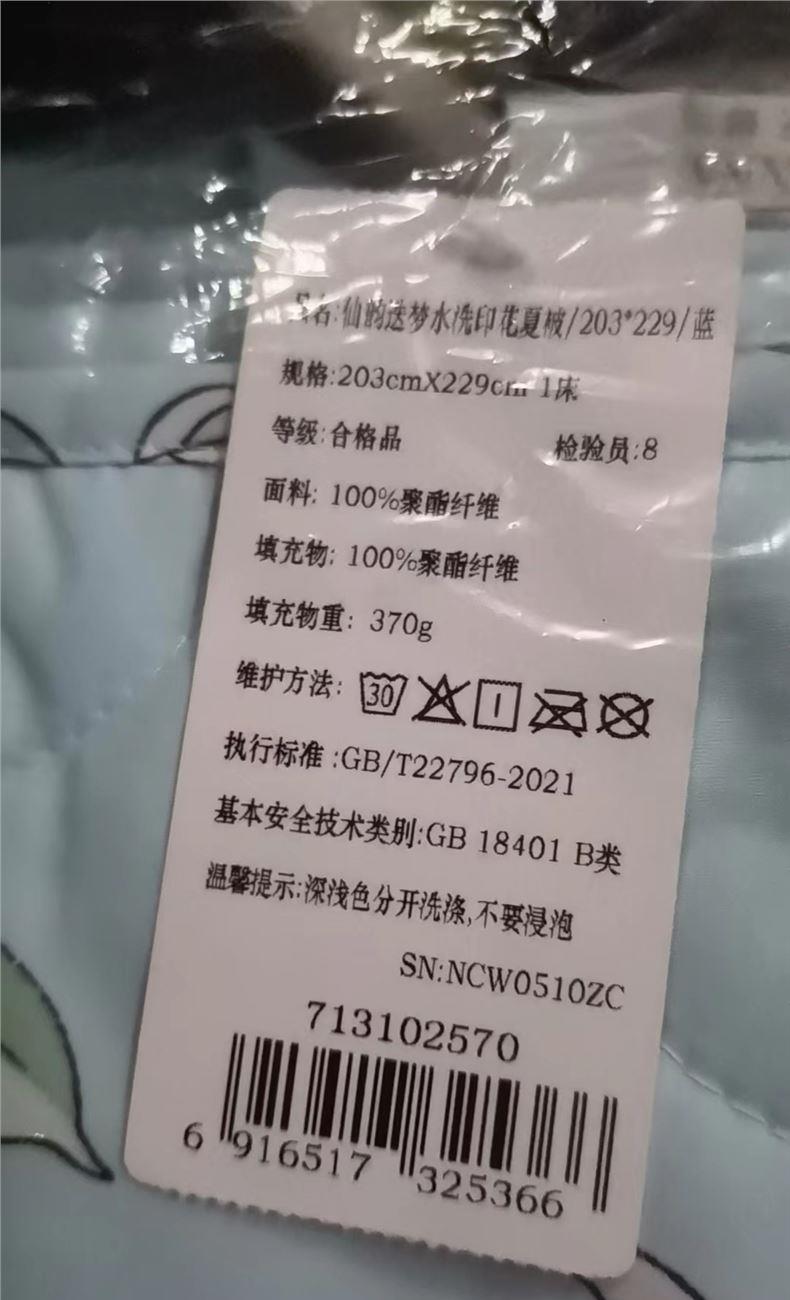 品名:仙韵送梦水洗印花夏被/203*229/蓝
规格:203cmX229cm 1床
等级:合格品 检验员:8
面料: 100%聚酯纤维
填充物: 100%聚酯纤维
填充物重: 370g
维护方法: 30
执行标准 :GB/T22796-2021
基本安全技术类别:GB 18401 B类
温馨提示:深浅色分开洗涤,不要浸泡
SN:NCW0510ZC
713102570
6 916517 325366